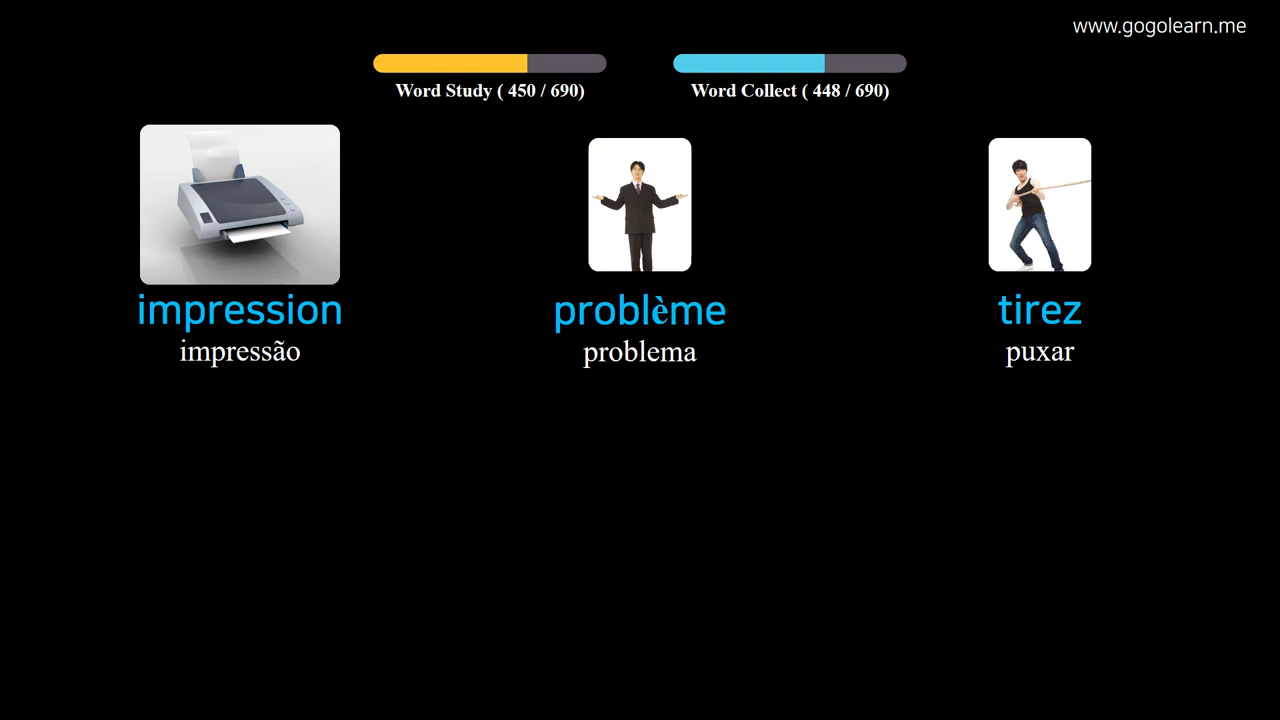 www.gogolearn.me
Word Study ( 450 / 690)
Word Collect ( 448 / 690)
impression
problème
tirez
impressão
problema
puxar